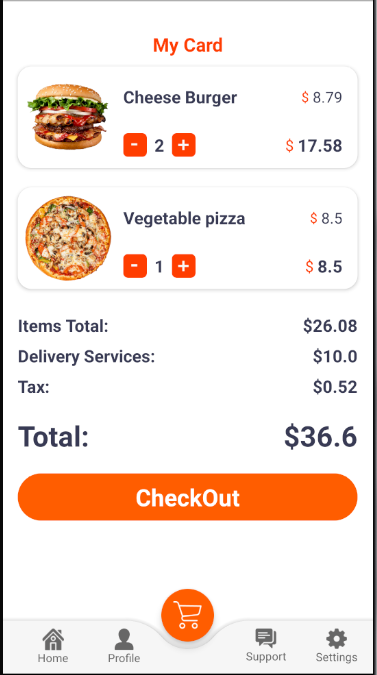 My Card
Cheese Burger $ 8.79
- 2 + $ 17.58
Vegetable pizza $ 8.5
- 1 + $ 8.5
Items Total: $26.08
Delivery Services: $10.0
Tax: $0.52
Total: $36.6
CheckOut
Home Profile Support Settings